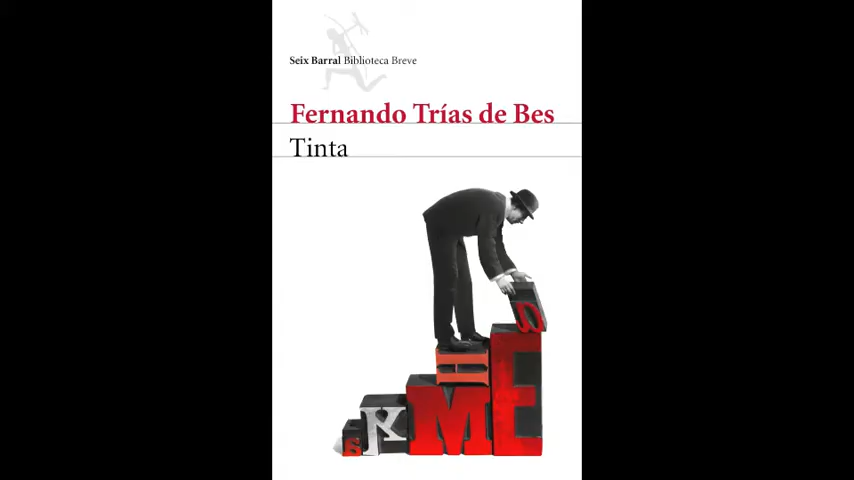 Seix Barral Biblioteca Breve
Fernando Trías de Bes
Tinta